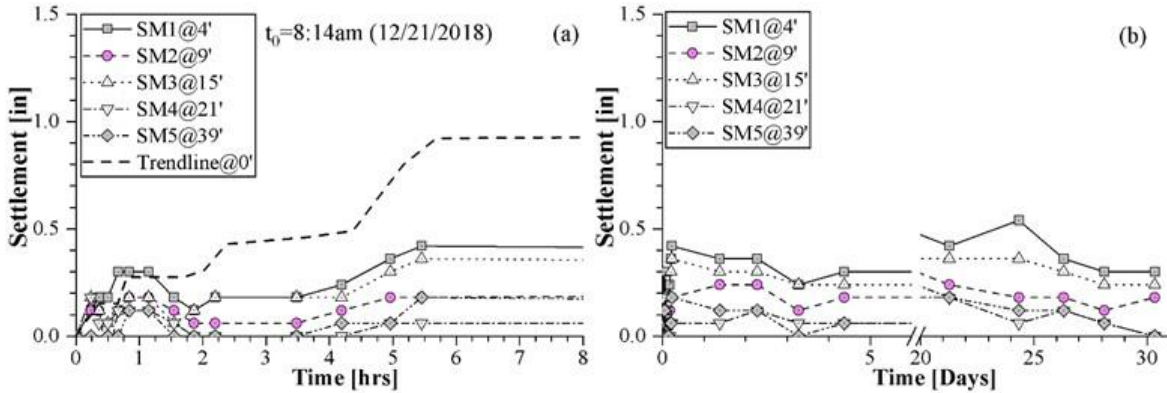 1.5
1.0
0.5
0.0
Settlement [in]
SM1@4'
SM2@9'
SM3@15'
SM4@21'
SM5@39'
Trendline@0'
t0=8:14am (12/21/2018)
(a)
0 1 2 3 4 5 6 7 8
Time [hrs]
1.5
1.0
0.5
0.0
Settlement [in]
SM1@4'
SM2@9'
SM3@15'
SM4@21'
SM5@39'
(b)
0 5 20 25 30
Time [Days]